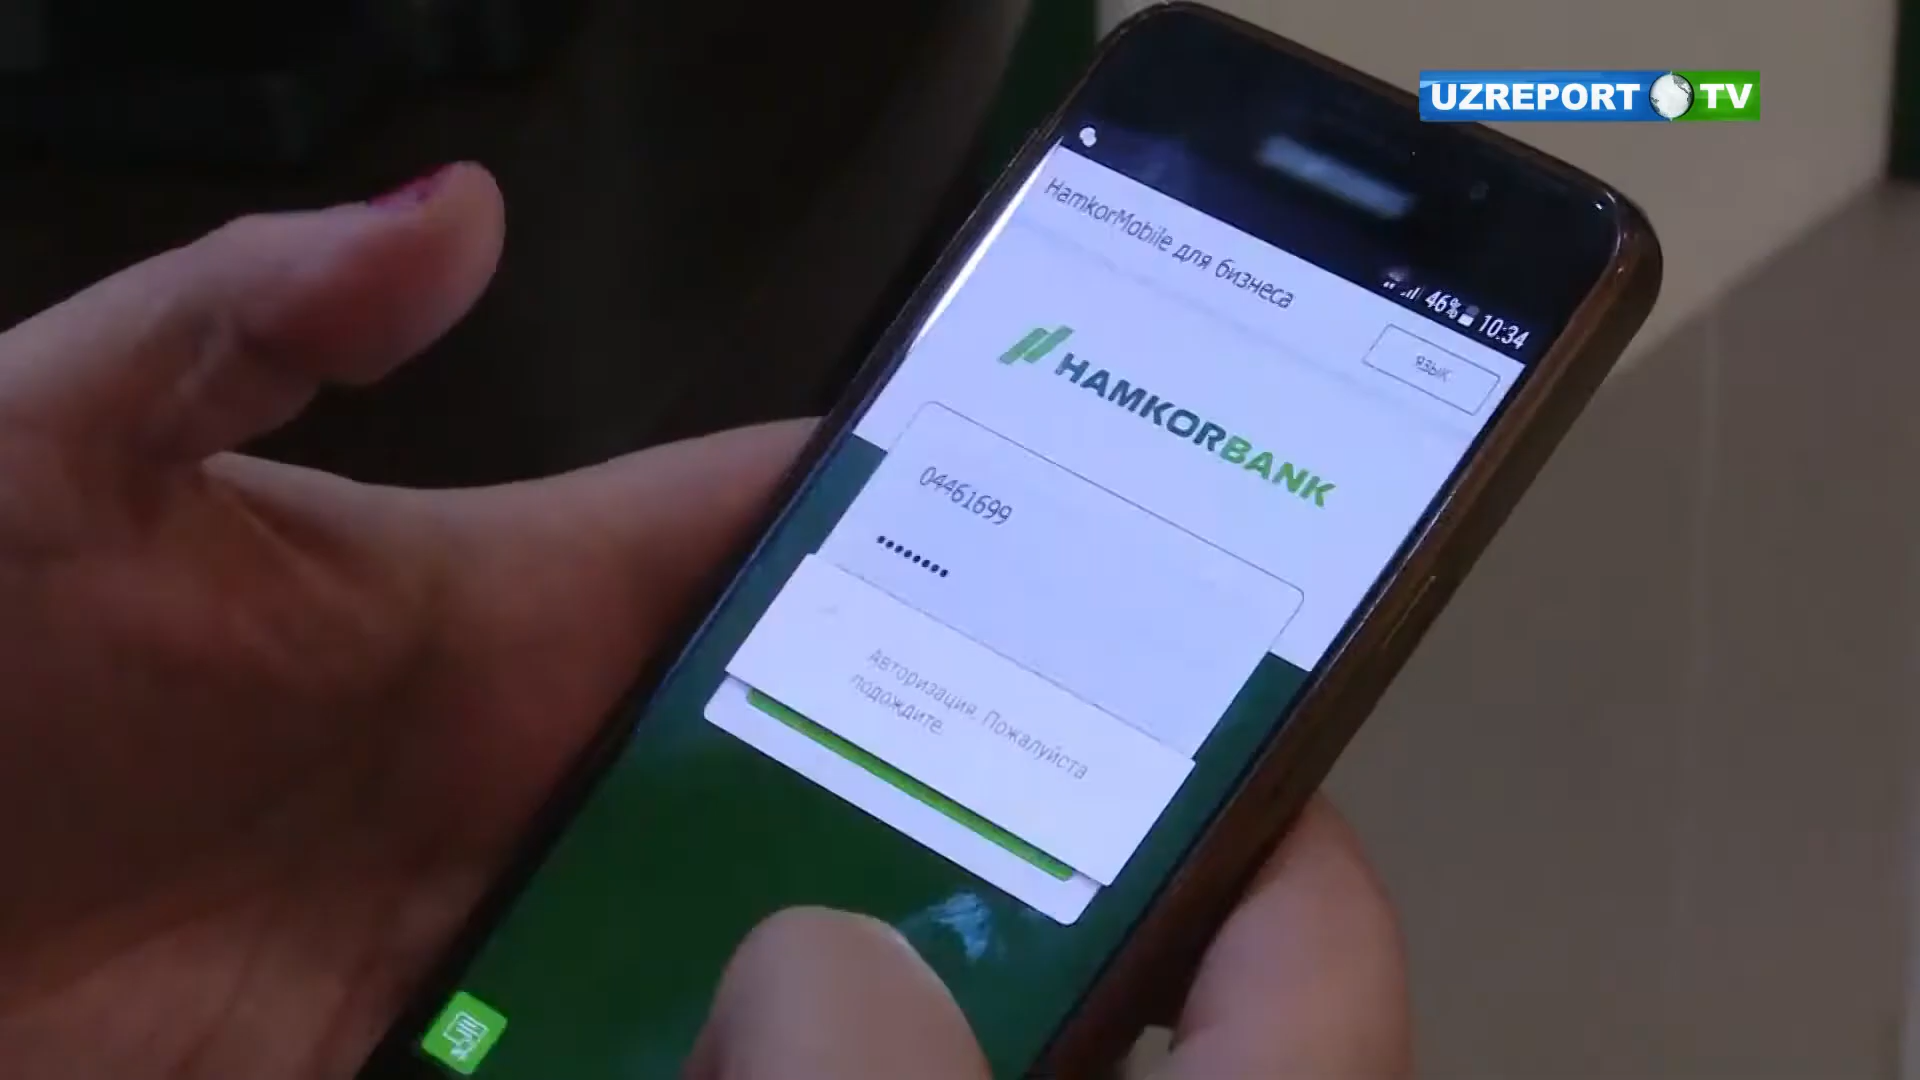 UZREPORT TV
46% 10:34
HamkorMobile для бизнеса
ЯЗЫК
HAMKORBANK
04461699
••••••••
Авторизация. Пожалуйста
подождите.